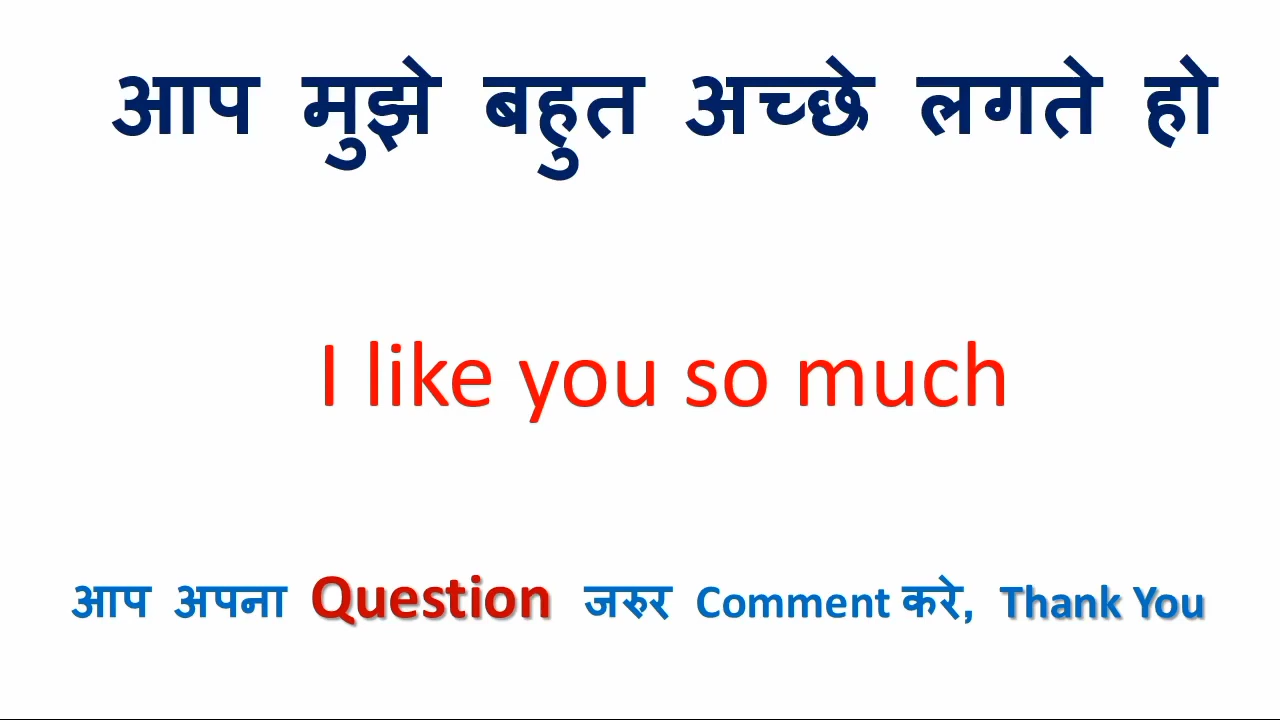 आप मुझे बहुत अच्छे लगते हो
I like you so much
आप अपना Question जरुर Comment करे, Thank You